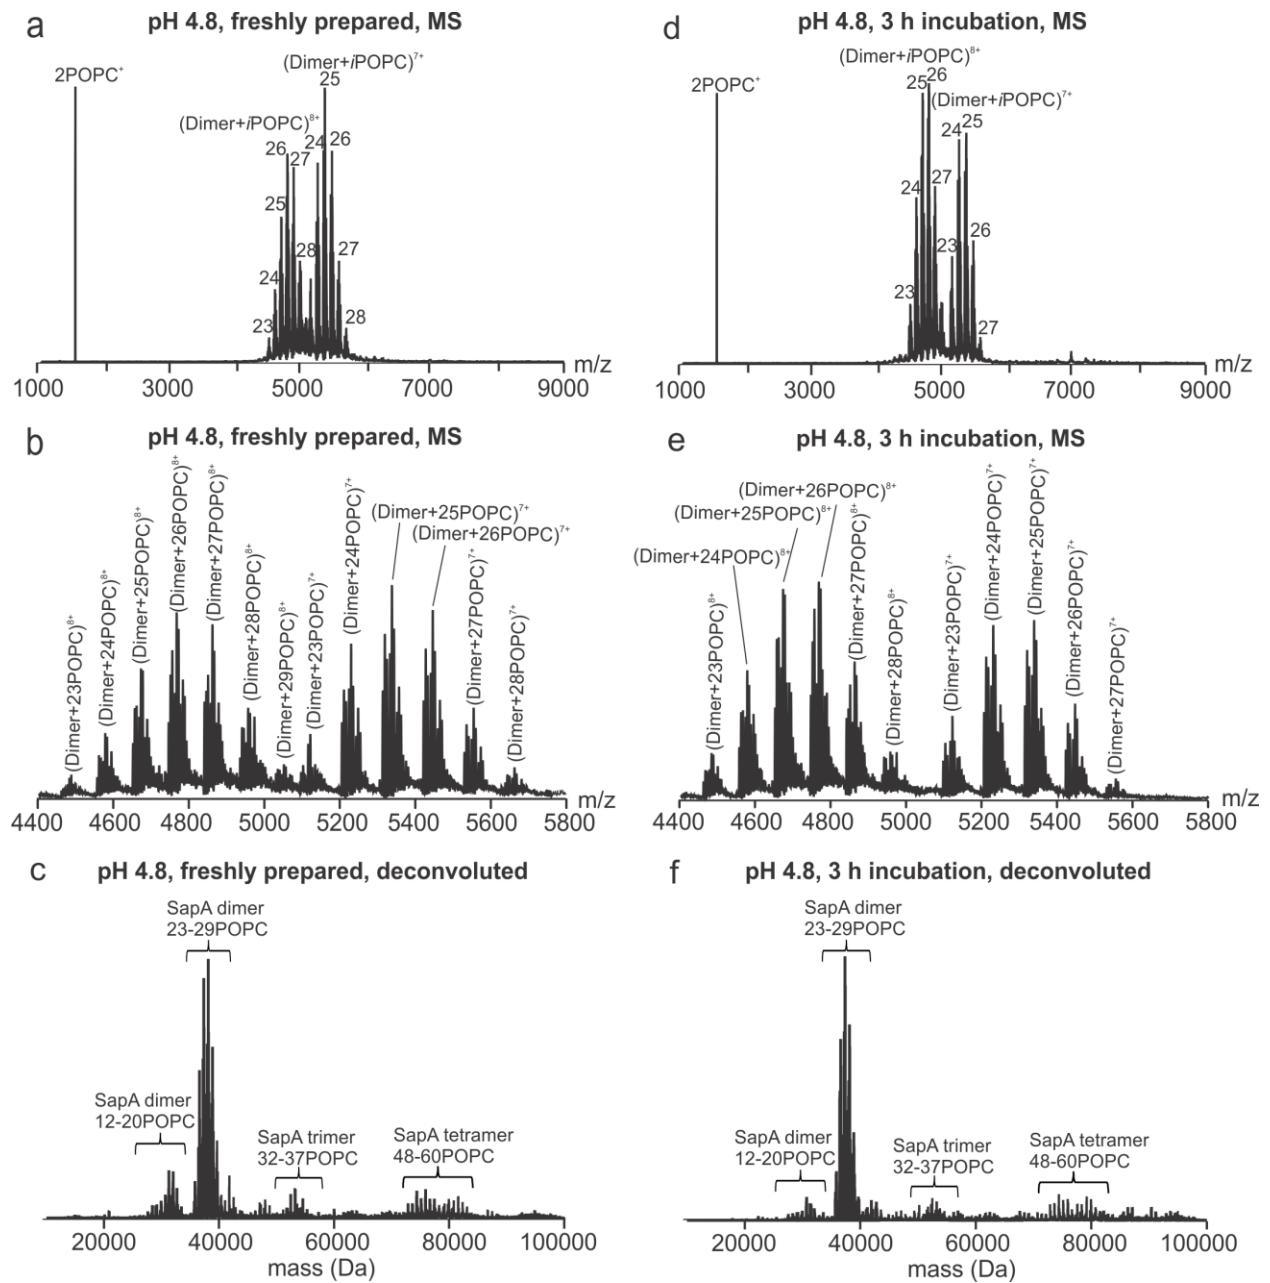 a
pH 4.8, freshly prepared, MS
2POPC⁺
(Dimer+iPOPC)⁷⁺
25
(Dimer+iPOPC)⁸⁺
26
27
24
26
25
28
27
24
23
28
m/z
1000
3000
5000
7000
9000
d
pH 4.8, 3 h incubation, MS
2POPC⁺
(Dimer+iPOPC)⁸⁺
25
26
(Dimer+iPOPC)⁷⁺
24
25
24
27
23
26
23
27
m/z
1000
3000
5000
7000
9000
b
pH 4.8, freshly prepared, MS
(Dimer+23POPC)⁸⁺
(Dimer+24POPC)⁸⁺
(Dimer+25POPC)⁸⁺
(Dimer+26POPC)⁸⁺
(Dimer+27POPC)⁸⁺
(Dimer+28POPC)⁸⁺
(Dimer+29POPC)⁸⁺
(Dimer+23POPC)⁷⁺
(Dimer+24POPC)⁷⁺
(Dimer+25POPC)⁷⁺
(Dimer+26POPC)⁷⁺
(Dimer+27POPC)⁷⁺
(Dimer+28POPC)⁷⁺
m/z
4400
4600
4800
5000
5200
5400
5600
5800
e
pH 4.8, 3 h incubation, MS
(Dimer+23POPC)⁸⁺
(Dimer+24POPC)⁸⁺
(Dimer+25POPC)⁸⁺
(Dimer+26POPC)⁸⁺
(Dimer+27POPC)⁸⁺
(Dimer+28POPC)⁸⁺
(Dimer+23POPC)⁷⁺
(Dimer+24POPC)⁷⁺
(Dimer+25POPC)⁷⁺
(Dimer+26POPC)⁷⁺
(Dimer+27POPC)⁷⁺
m/z
4400
4600
4800
5000
5200
5400
5600
5800
c
pH 4.8, freshly prepared, deconvoluted
SapA dimer
23-29POPC
SapA dimer
12-20POPC
SapA trimer
32-37POPC
SapA tetramer
48-60POPC
20000
40000
60000
80000
100000
mass (Da)
f
pH 4.8, 3 h incubation, deconvoluted
SapA dimer
23-29POPC
SapA dimer
12-20POPC
SapA trimer
32-37POPC
SapA tetramer
48-60POPC
20000
40000
60000
80000
100000
mass (Da)